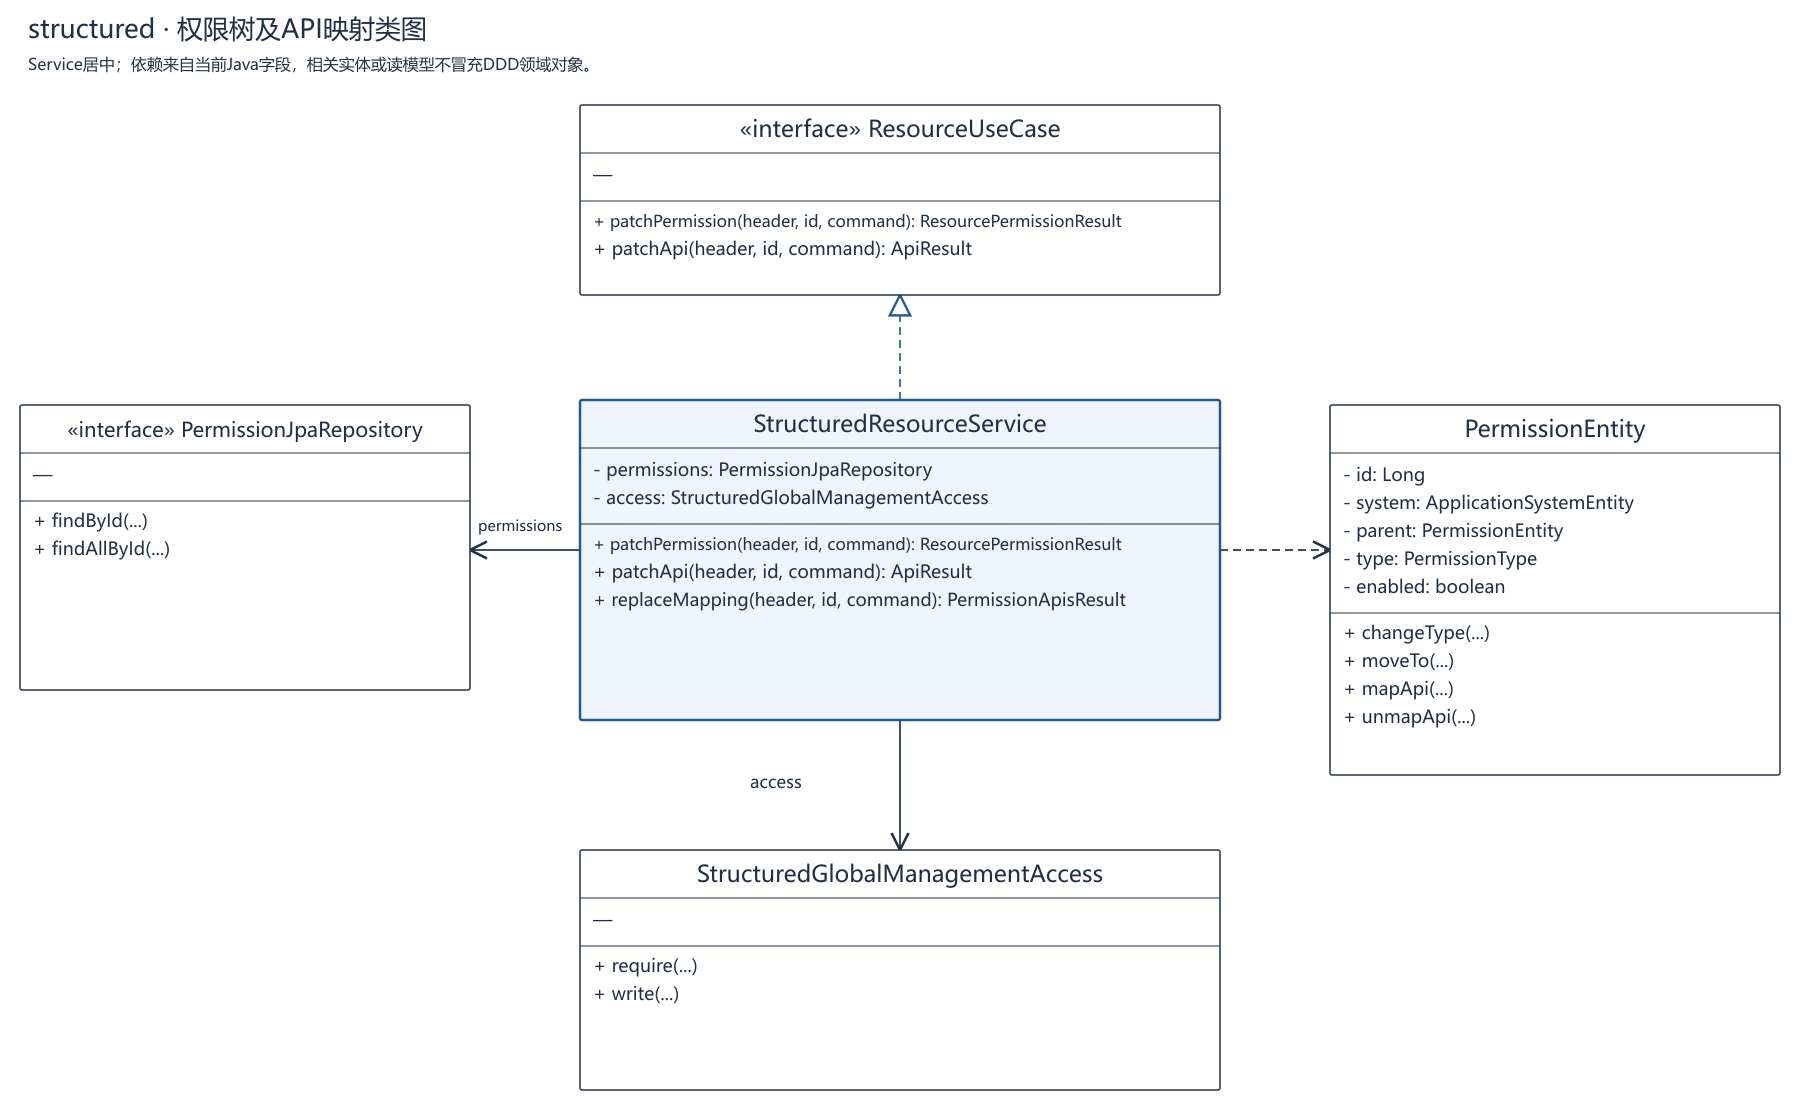 structured · 权限树及API映射类图
Service居中；依赖来自当前Java字段，相关实体或读模型不冒充DDD领域对象。
«interface» ResourceUseCase
—
+ patchPermission(header, id, command): ResourcePermissionResult
+ patchApi(header, id, command): ApiResult
«interface» PermissionJpaRepository
—
+ findById(...)
+ findAllById(...)
permissions
StructuredResourceService
- permissions: PermissionJpaRepository
- access: StructuredGlobalManagementAccess
+ patchPermission(header, id, command): ResourcePermissionResult
+ patchApi(header, id, command): ApiResult
+ replaceMapping(header, id, command): PermissionApisResult
PermissionEntity
- id: Long
- system: ApplicationSystemEntity
- parent: PermissionEntity
- type: PermissionType
- enabled: boolean
+ changeType(...)
+ moveTo(...)
+ mapApi(...)
+ unmapApi(...)
access
StructuredGlobalManagementAccess
—
+ require(...)
+ write(...)